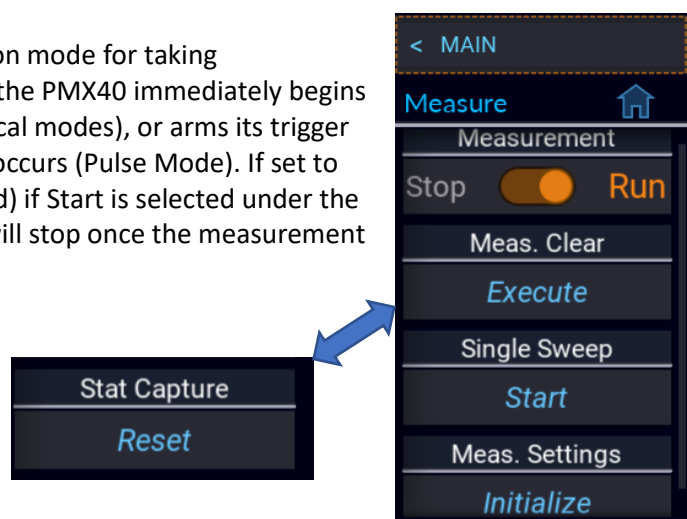 on mode for taking
the PMX40 immediately begins
cal modes), or arms its trigger
occurs (Pulse Mode). If set to
d) if Start is selected under the
will stop once the measurement
Stat Capture
Reset
< MAIN
Measure
Measurement
Stop Run
Meas. Clear
Execute
Single Sweep
Start
Meas. Settings
Initialize